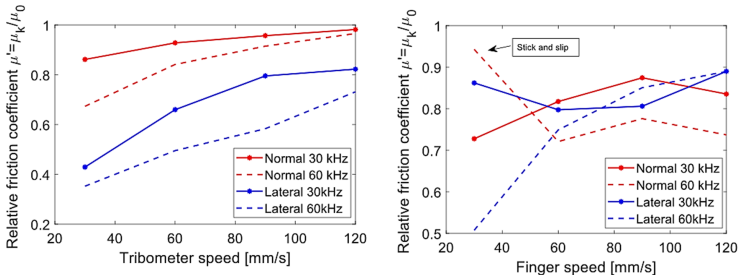 Relative friction coefficient μ'=μk/μ0
1
0.8
0.6
0.4
0.2
20
40
60
80
100
120
Tribometer speed [mm/s]
Normal 30 kHz
Normal 60 kHz
Lateral 30kHz
Lateral 60kHz
Relative friction coefficient μ'=μk/μ0
1
0.9
0.8
0.7
0.6
0.5
20
40
60
80
100
120
Finger speed [mm/s]
Stick and slip
Normal 30 kHz
Normal 60 kHz
Lateral 30kHz
Lateral 60kHz